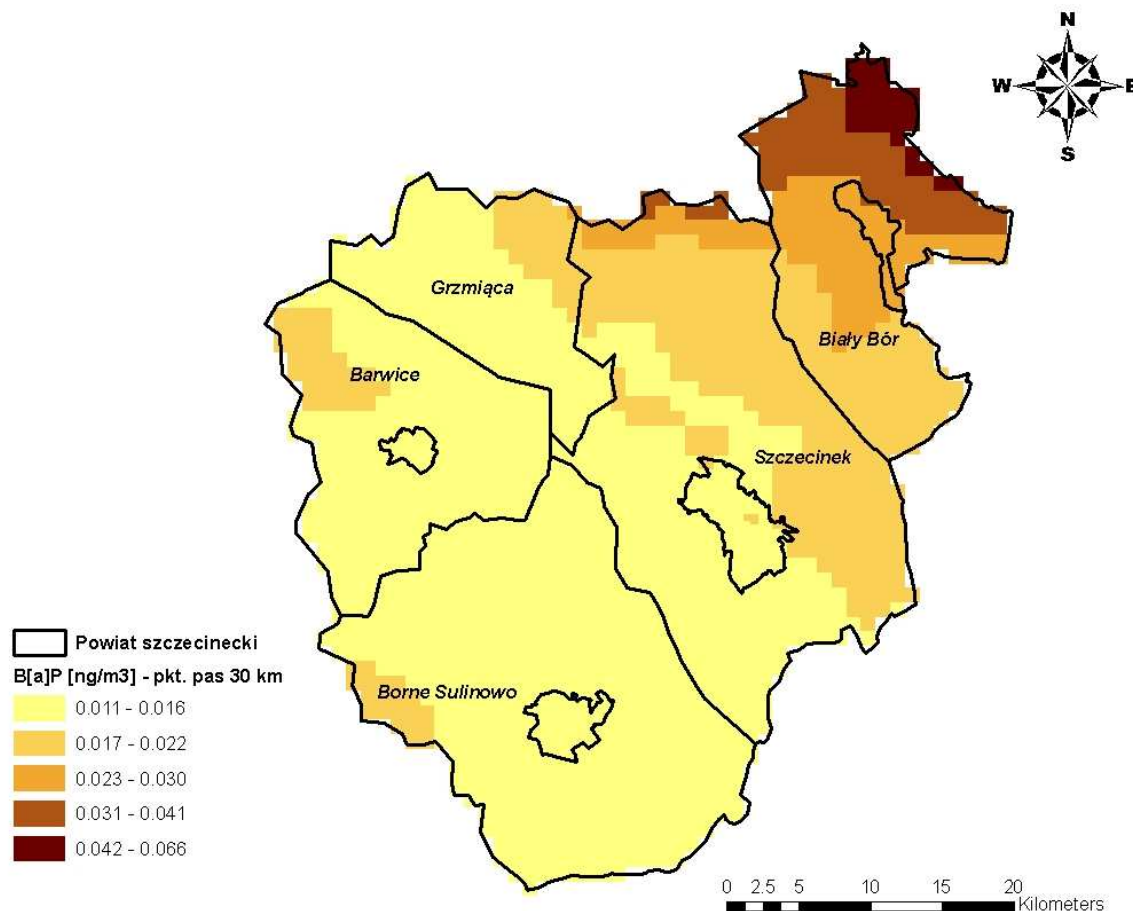 N
W E
S
Grzmiąca
Biały Bór
Barwice
Szczecinek
Borne Sulinowo
Powiat szczecinecki
B[a]P [ng/m3] - pkt. pas 30 km
0.011 - 0.016
0.017 - 0.022
0.023 - 0.030
0.031 - 0.041
0.042 - 0.066
0 2.5 5 10 15 20
Kilometers